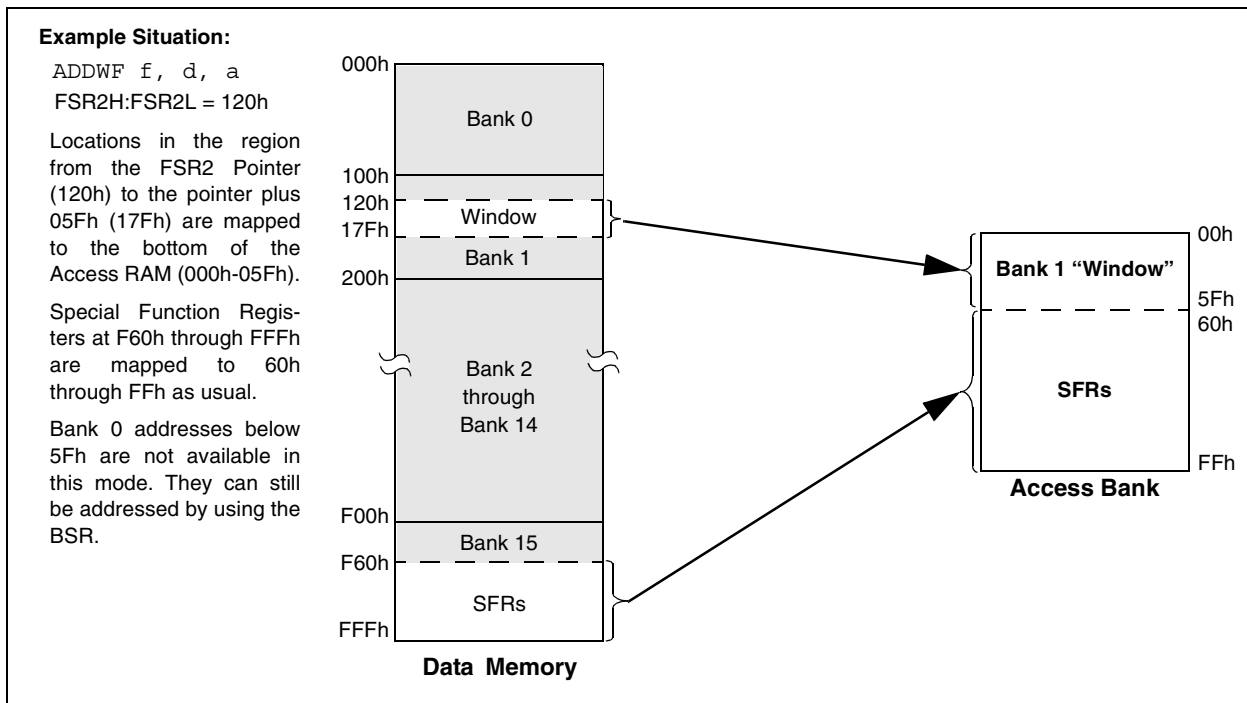 Example Situation:
ADDWF f, d, a
FSR2H:FSR2L = 120h
Locations in the region
from the FSR2 Pointer
(120h) to the pointer plus
05Fh (17Fh) are mapped
to the bottom of the
Access RAM (000h-05Fh).
Special Function Regis-
ters at F60h through FFFh
are mapped to 60h
through FFh as usual.
Bank 0 addresses below
5Fh are not available in
this mode. They can still
be addressed by using the
BSR.
000h
Bank 0
100h
120h
Window
17Fh
Bank 1
200h
Bank 2
through
Bank 14
F00h
Bank 15
F60h
SFRs
FFFh
Data Memory
00h
Bank 1 “Window”
5Fh
60h
SFRs
FFh
Access Bank